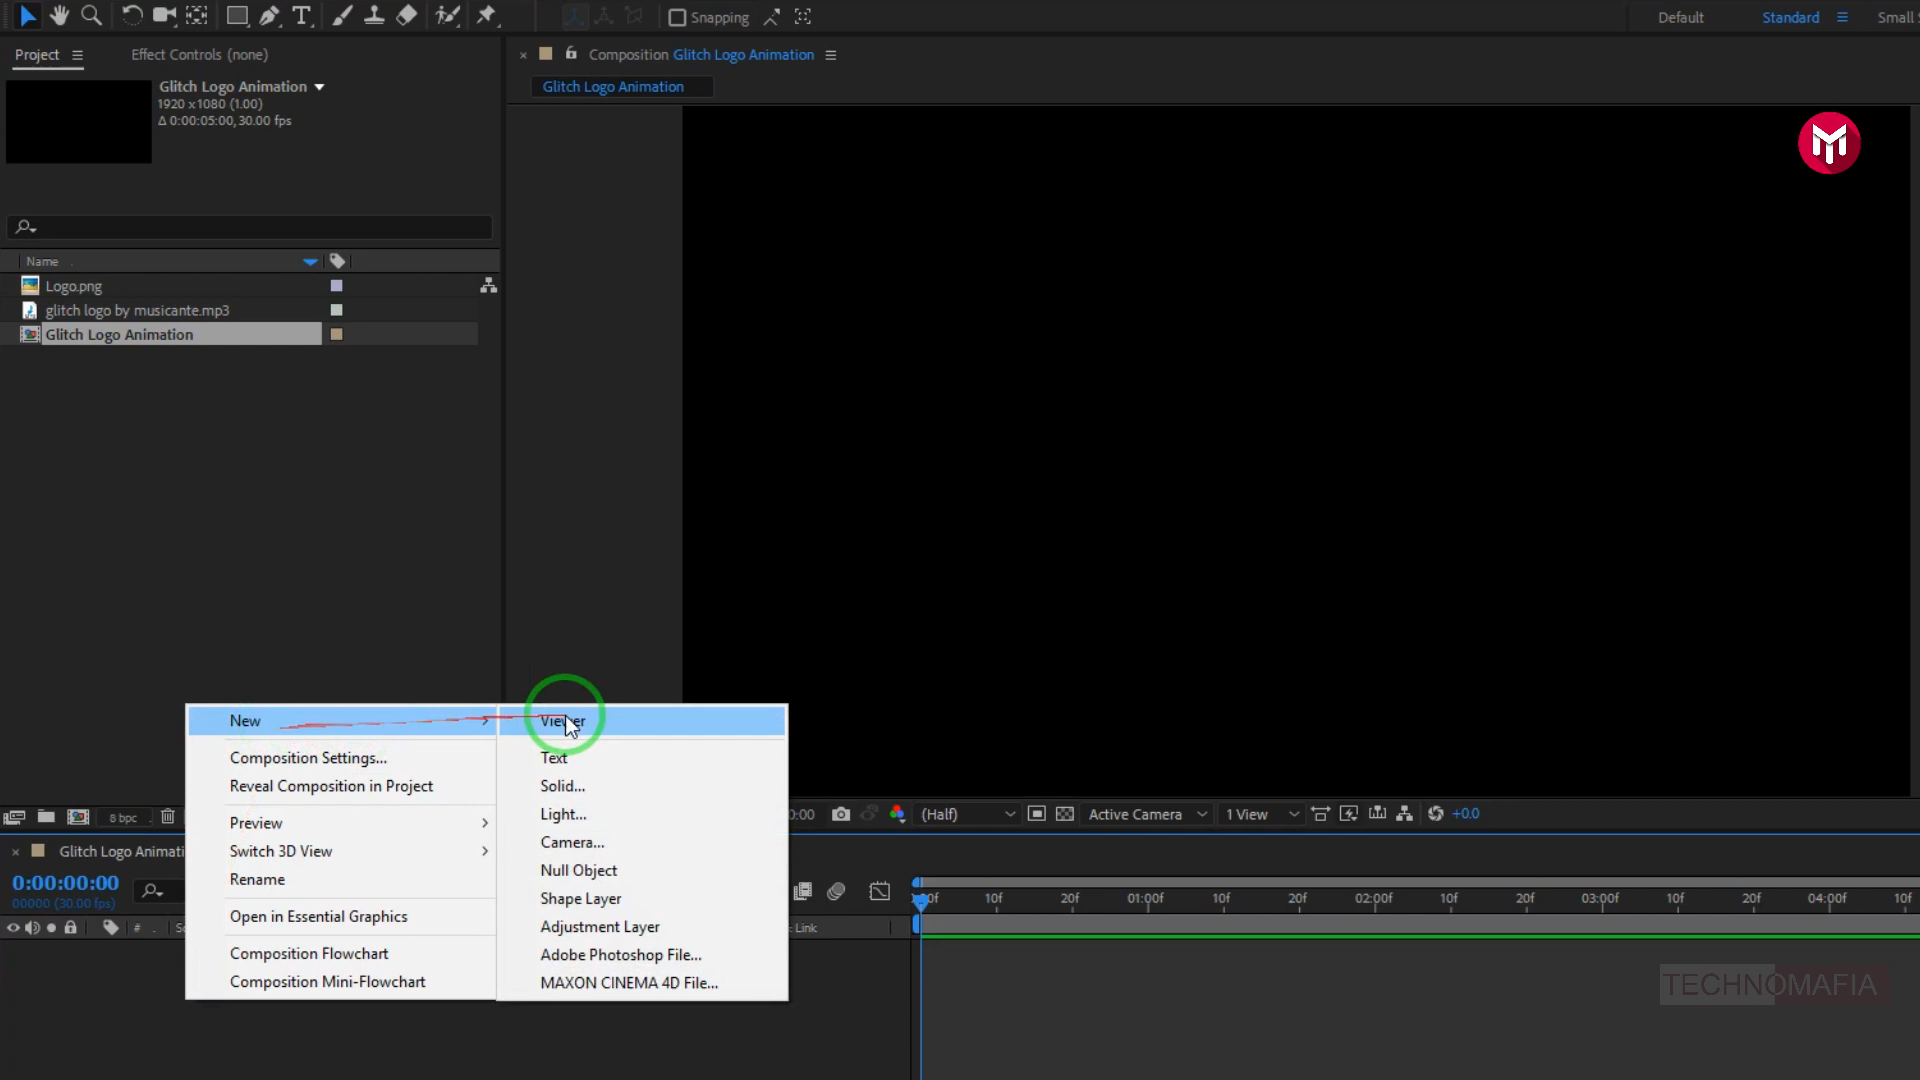 Snapping
Default
Standard
Small S
Project
Effect Controls (none)
Composition Glitch Logo Animation
Glitch Logo Animation
Glitch Logo Animation
1920 x 1080 (1.00)
Δ 0:00:05:00, 30.00 fps
Name
Logo.png
glitch logo by musicante.mp3
Glitch Logo Animation
New
Viewer
Composition Settings...
Text
Reveal Composition in Project
Solid...
8 bpc
Preview
Light...
0:00
(Half)
Active Camera
1 View
+0.0
Switch 3D View
Camera...
Glitch Logo Animati
Rename
Null Object
0:00:00:00
00000 (30.00 fps)
Open in Essential Graphics
Shape Layer
:00f 10f 20f 01:00f 10f 20f 02:00f 10f 20f 03:00f 10f 20f 04:00f 10f
# .
Adjustment Layer
Link
Composition Flowchart
Adobe Photoshop File...
Composition Mini-Flowchart
MAXON CINEMA 4D File...
TECHNOMAFIA